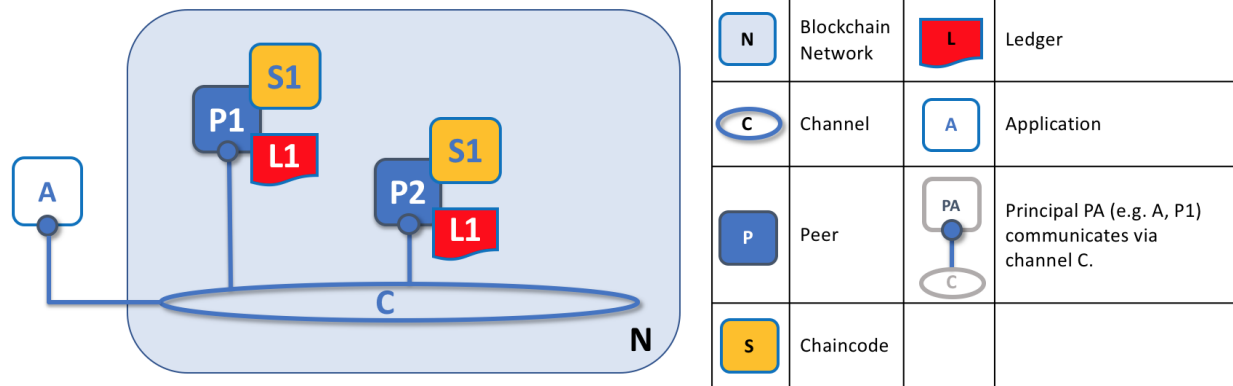 S1
P1
L1
S1
P2
L1
A
C
N
N
Blockchain
Network
L
Ledger
C
Channel
A
Application
P
Peer
PA
C
Principal PA (e.g. A, P1)
communicates via
channel C.
S
Chaincode